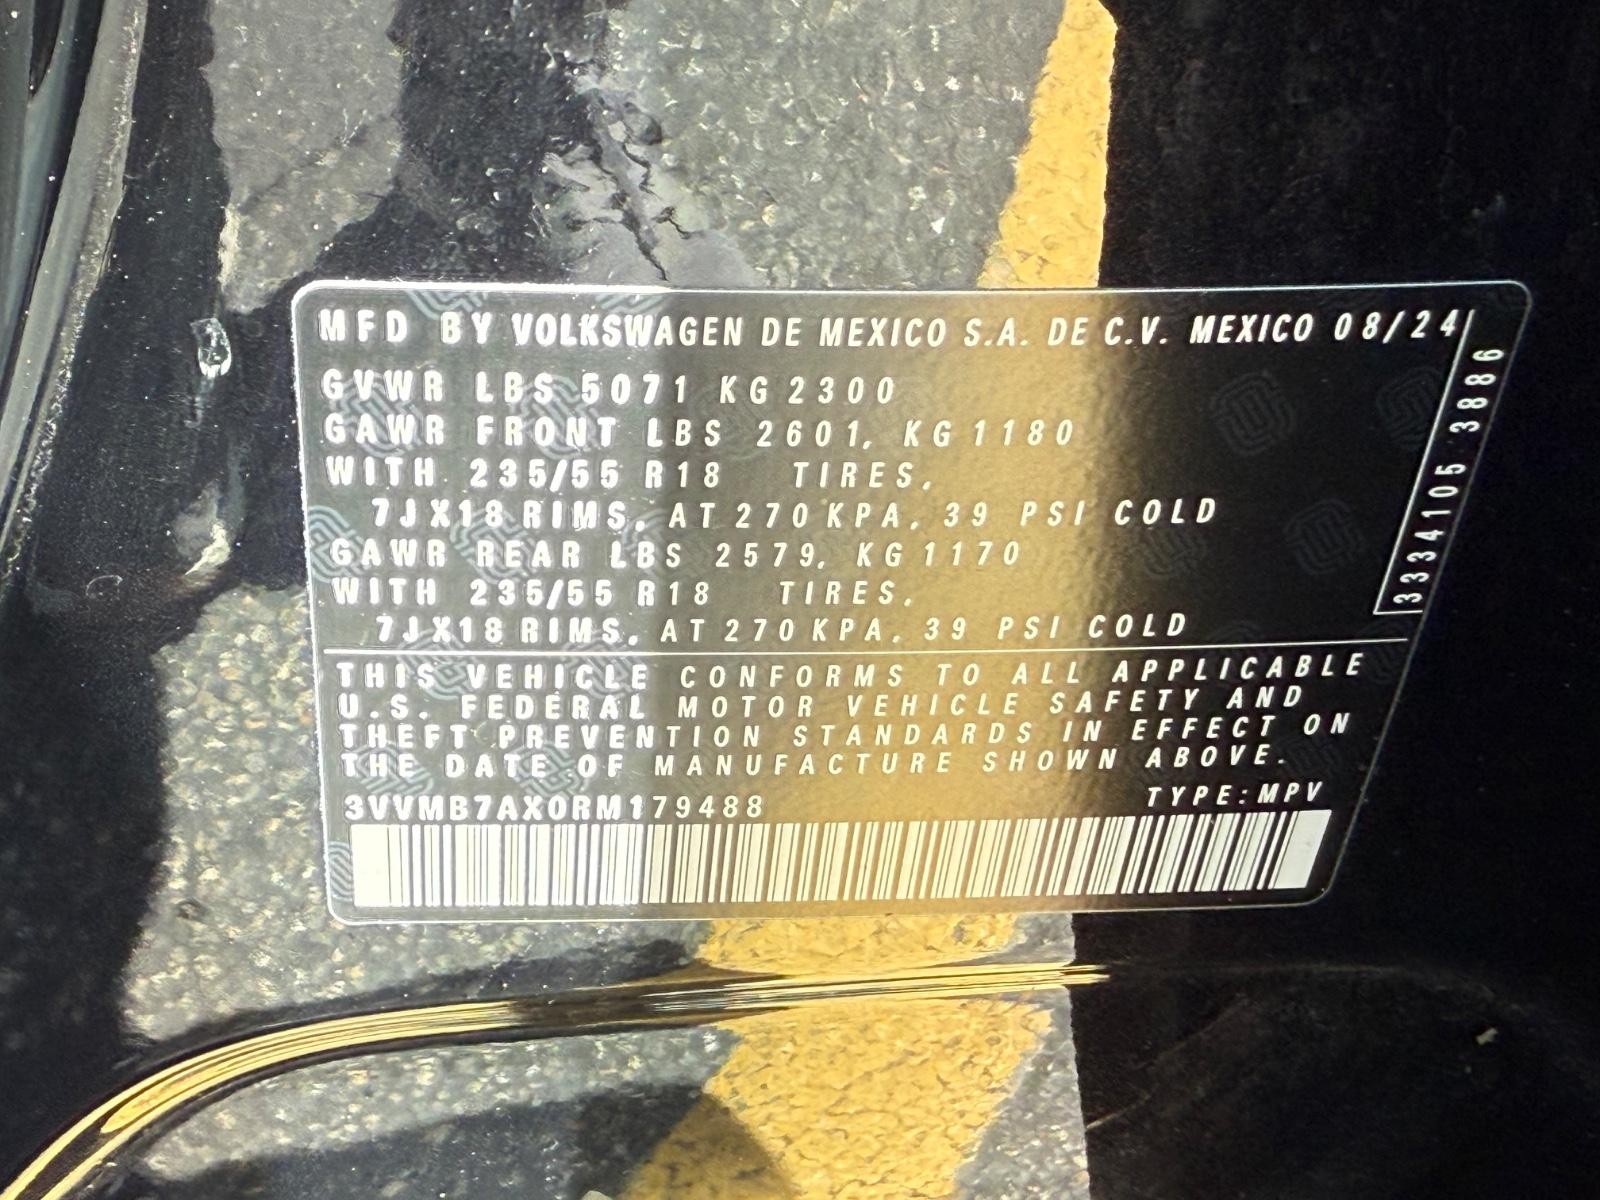 MFD BY VOLKSWAGEN DE MEXICO S.A. DE C.V. MEXICO 08/24
GVWR LBS 5071 KG 2300
GAWR FRONT LBS 2601, KG 1180
WITH 235/55 R18 TIRES,
7JX18 RIMS, AT 270 KPA, 39 PSI COLD
GAWR REAR LBS 2579, KG 1170
WITH 235/55 R18 TIRES,
7JX18 RIMS, AT 270 KPA, 39 PSI COLD
3334105 3886
THIS VEHICLE CONFORMS TO ALL APPLICABLE
U.S. FEDERAL MOTOR VEHICLE SAFETY AND
THEFT PREVENTION STANDARDS IN EFFECT ON
THE DATE OF MANUFACTURE SHOWN ABOVE.
3VVMB7AX0RM179488 TYPE:MPV